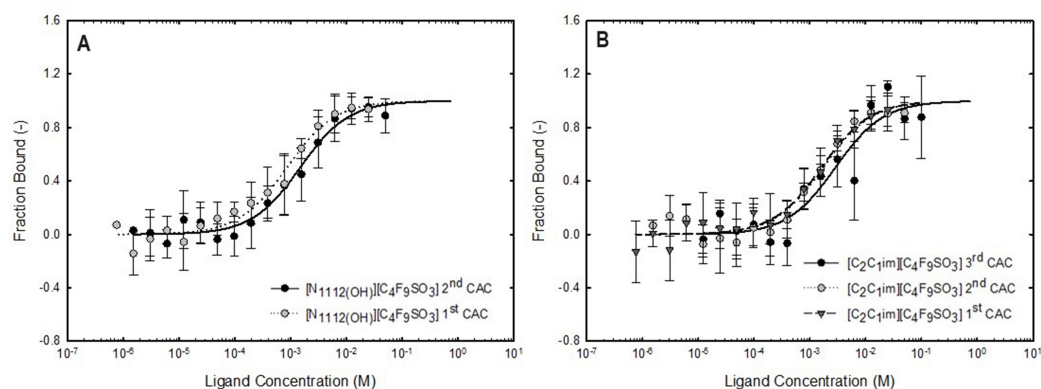 A
Fraction Bound (-)
1.6
1.2
0.8
0.4
0.0
-0.4
-0.8
[N1112(OH)][C4F9SO3] 2nd CAC
[N1112(OH)][C4F9SO3] 1st CAC
10-7 10-6 10-5 10-4 10-3 10-2 10-1 100 101
Ligand Concentration (M)
B
Fraction Bound (-)
1.6
1.2
0.8
0.4
0.0
-0.4
-0.8
[C2C1im][C4F9SO3] 3rd CAC
[C2C1im][C4F9SO3] 2nd CAC
[C2C1im][C4F9SO3] 1st CAC
10-7 10-6 10-5 10-4 10-3 10-2 10-1 100 101
Ligand Concentration (M)